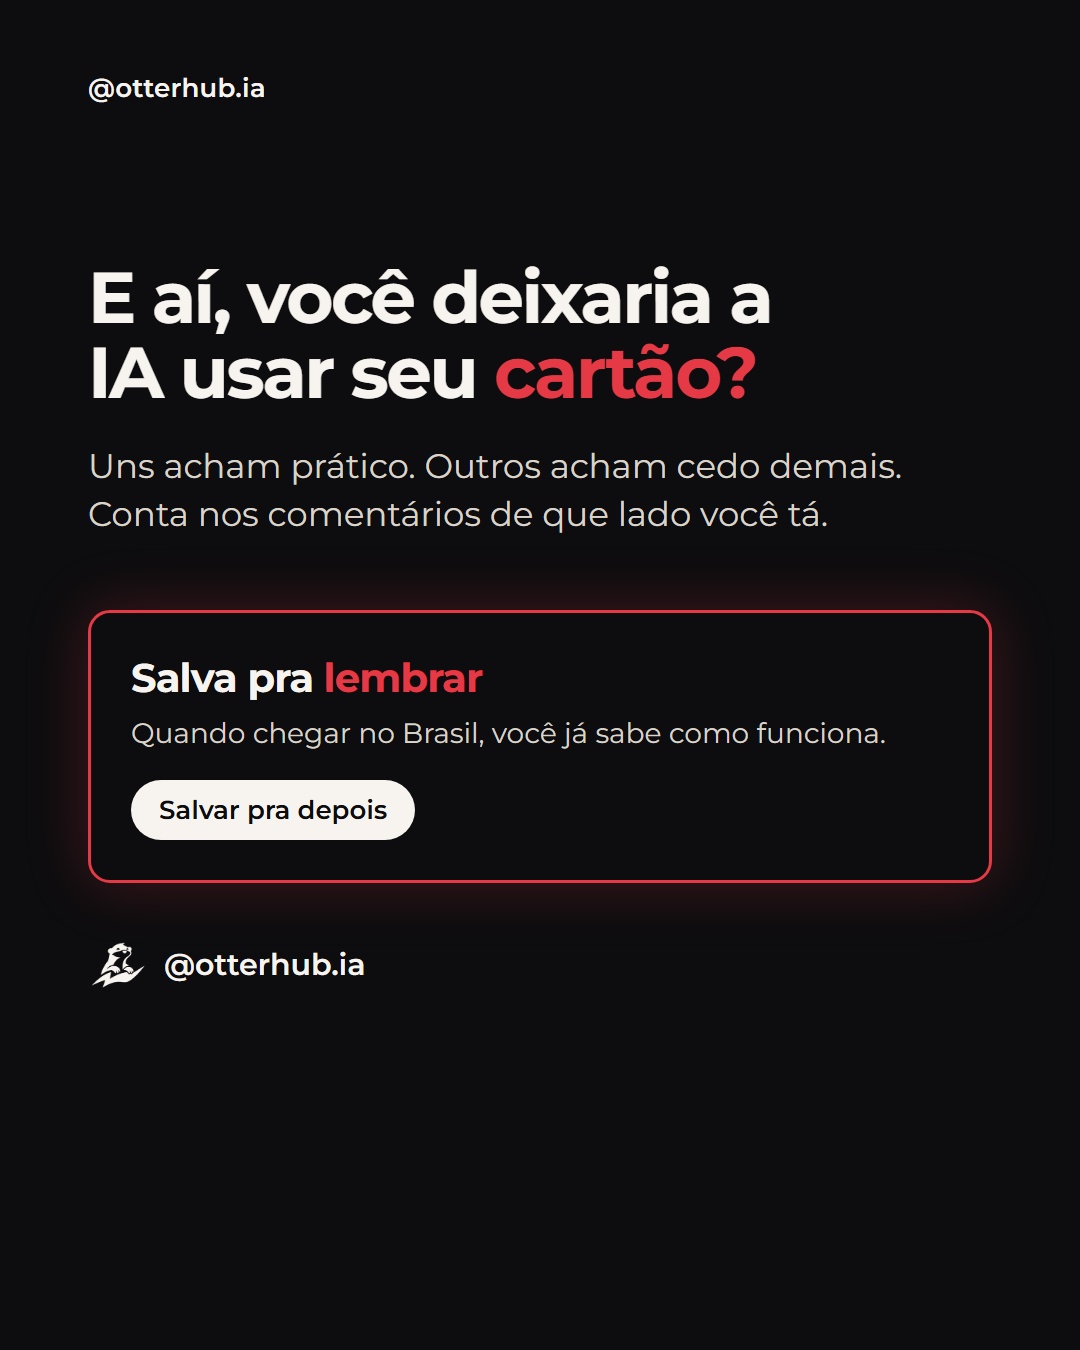 @otterhub.ia
E aí, você deixaria a
IA usar seu cartão?
Uns acham prático. Outros acham cedo demais.
Conta nos comentários de que lado você tá.
Salva pra lembrar
Quando chegar no Brasil, você já sabe como funciona.
Salvar pra depois
@otterhub.ia